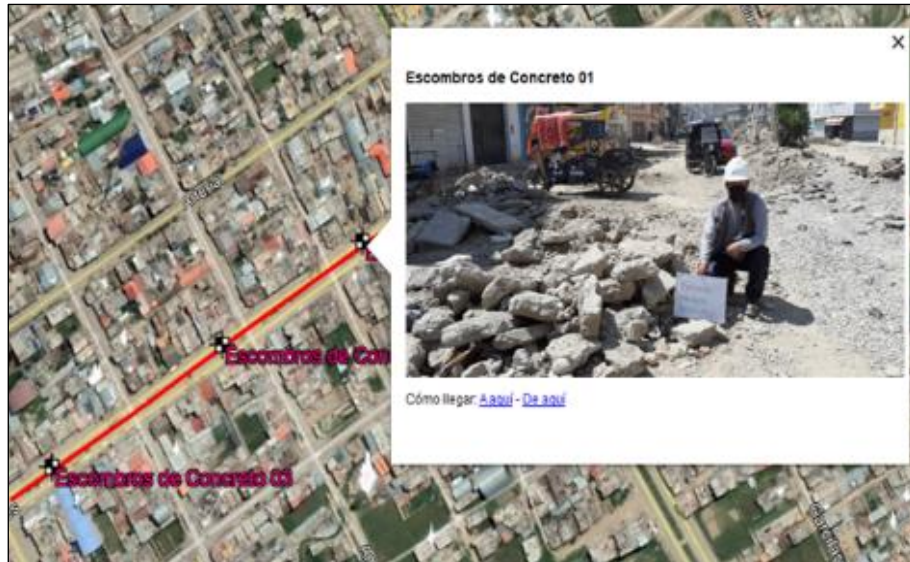 Escombros de Concreto 01
Cómo llegar: A aquí - De aquí
Escombros de Con
Escombros de Concreto 03